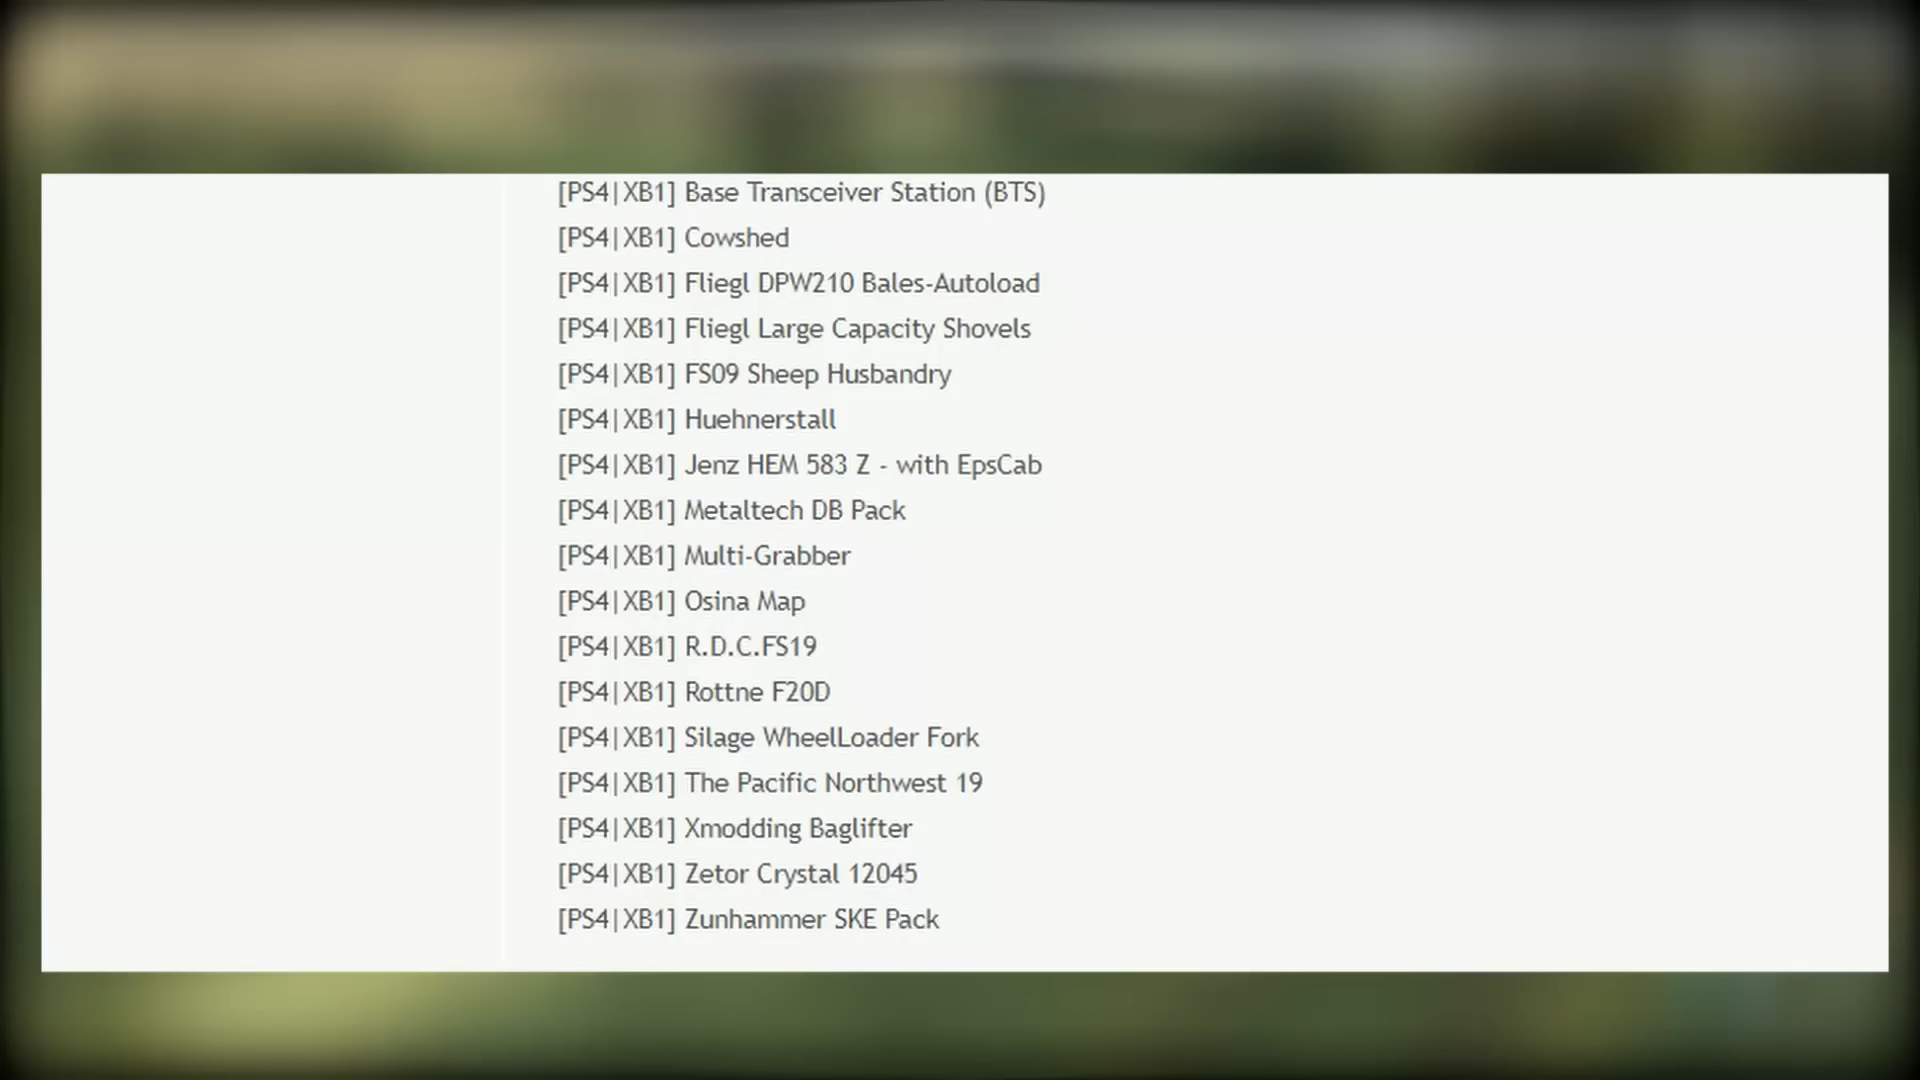 [PS4|XB1] Base Transceiver Station (BTS)
[PS4|XB1] Cowshed
[PS4|XB1] Fliegl DPW210 Bales-Autoload
[PS4|XB1] Fliegl Large Capacity Shovels
[PS4|XB1] FS09 Sheep Husbandry
[PS4|XB1] Huehnerstall
[PS4|XB1] Jenz HEM 583 Z - with EpsCab
[PS4|XB1] Metaltech DB Pack
[PS4|XB1] Multi-Grabber
[PS4|XB1] Osina Map
[PS4|XB1] R.D.C.FS19
[PS4|XB1] Rottne F20D
[PS4|XB1] Silage WheelLoader Fork
[PS4|XB1] The Pacific Northwest 19
[PS4|XB1] Xmodding Baglifter
[PS4|XB1] Zetor Crystal 12045
[PS4|XB1] Zunhammer SKE Pack